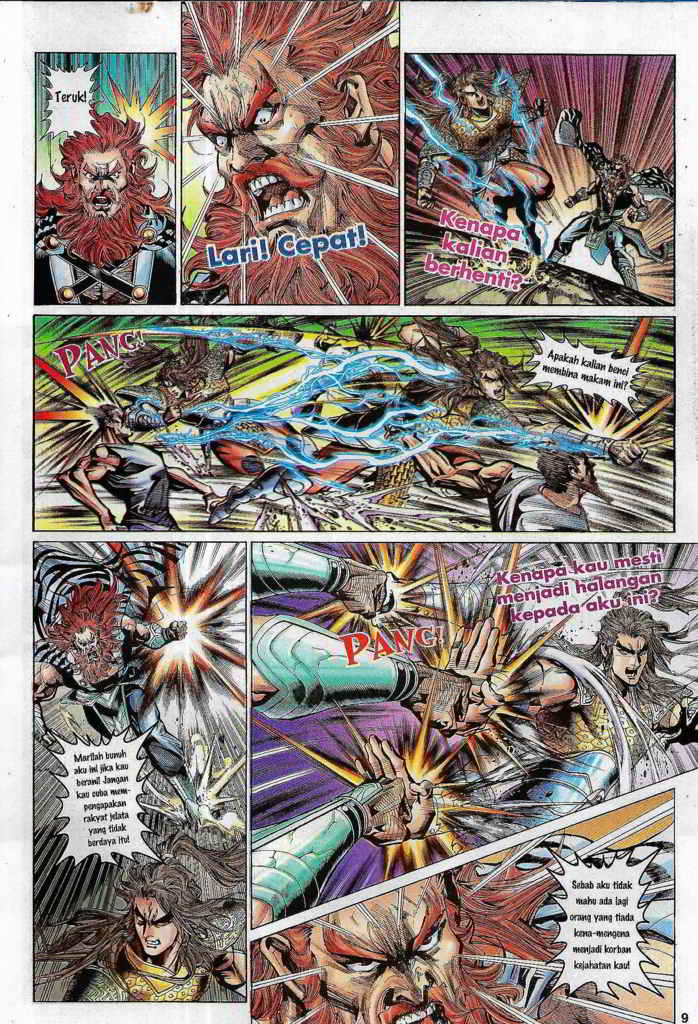 Teruk!
Lari! Cepat!
Kenapa
kalian
berhenti?
PANG!
Apakah kalian benci
membina makam ini?
Marilah bunuh
aku ini jika kau
berani! Jangan
kau cuba mem-
pengapakan
rakyat jelata
yang tidak
berdaya itu!
Kenapa kau mesti
menjadi halangan
kepada aku ini?
PANG!
Sebab aku tidak
mahu ada lagi
orang yang tiada
kena-mengena
menjadi korban
kejahatan kau!
9